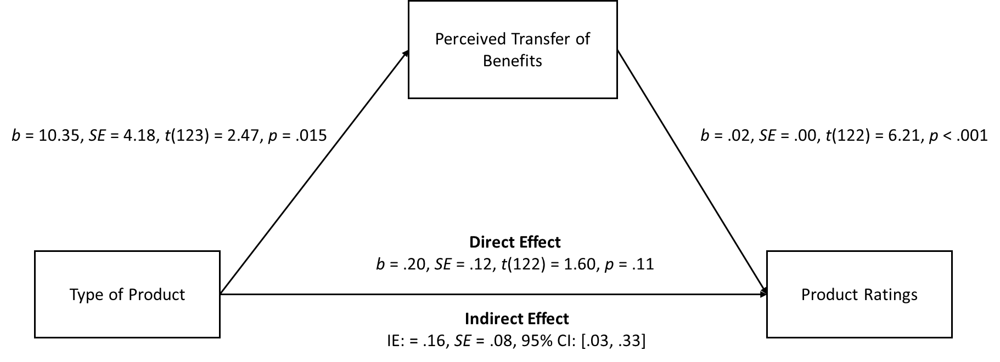 Perceived Transfer of
Benefits
b = 10.35, SE = 4.18, t(123) = 2.47, p = .015
b = .02, SE = .00, t(122) = 6.21, p < .001
Direct Effect
b = .20, SE = .12, t(122) = 1.60, p = .11
Type of Product
Product Ratings
Indirect Effect
IE: = .16, SE = .08, 95% CI: [.03, .33]